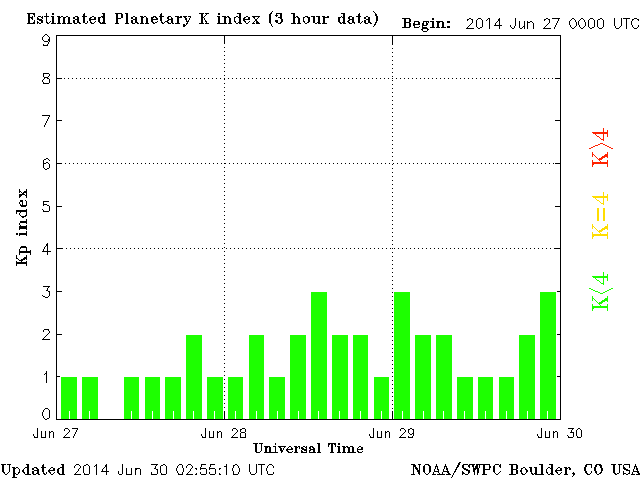 Estimated Planetary K index (3 hour data)
Begin: 2014 Jun 27 0000 UTC
9
8
7
6
5
4
3
2
1
0
Kp index
K>4
K=4
K<4
Jun 27
Jun 28
Jun 29
Jun 30
Universal Time
Updated 2014 Jun 30 02:55:10 UTC
NOAA/SWPC Boulder, CO USA